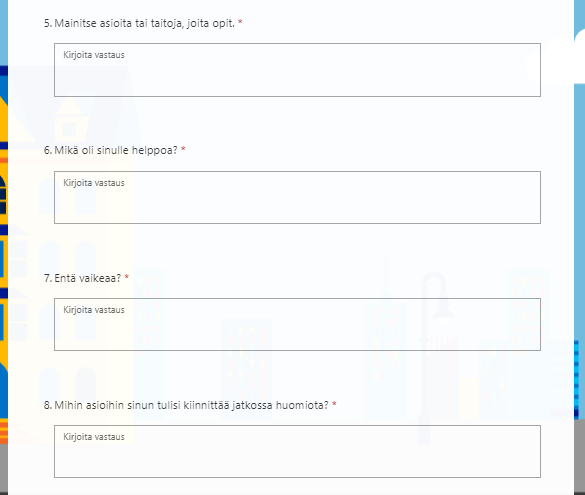 5. Mainitse asioita tai taitoja, joita opit. *
Kirjoita vastaus
6. Mikä oli sinulle helppoa? *
Kirjoita vastaus
7. Entä vaikeaa? *
Kirjoita vastaus
8. Mihin asioihin sinun tulisi kiinnittää jatkossa huomiota? *
Kirjoita vastaus